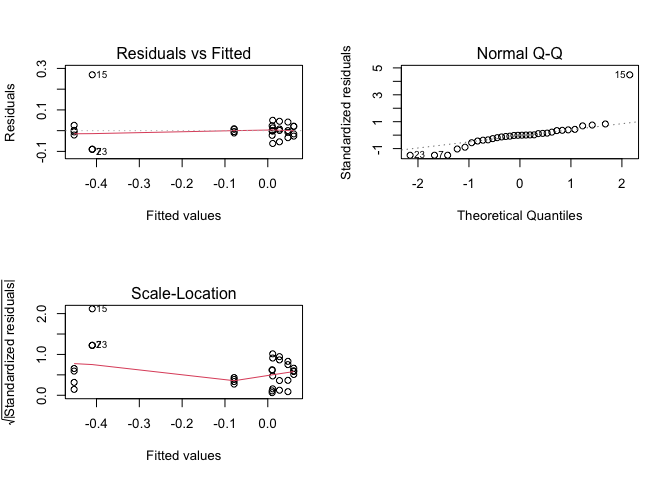 Residuals vs Fitted
Residuals
0.3
0.1
-0.1
15
23
-0.4 -0.3 -0.2 -0.1 0.0
Fitted values
Normal Q-Q
Standardized residuals
5
3
1
-1
15
23 7
-2 -1 0 1 2
Theoretical Quantiles
Scale-Location
√|Standardized residuals|
2.0
1.0
0.0
15
23
-0.4 -0.3 -0.2 -0.1 0.0
Fitted values